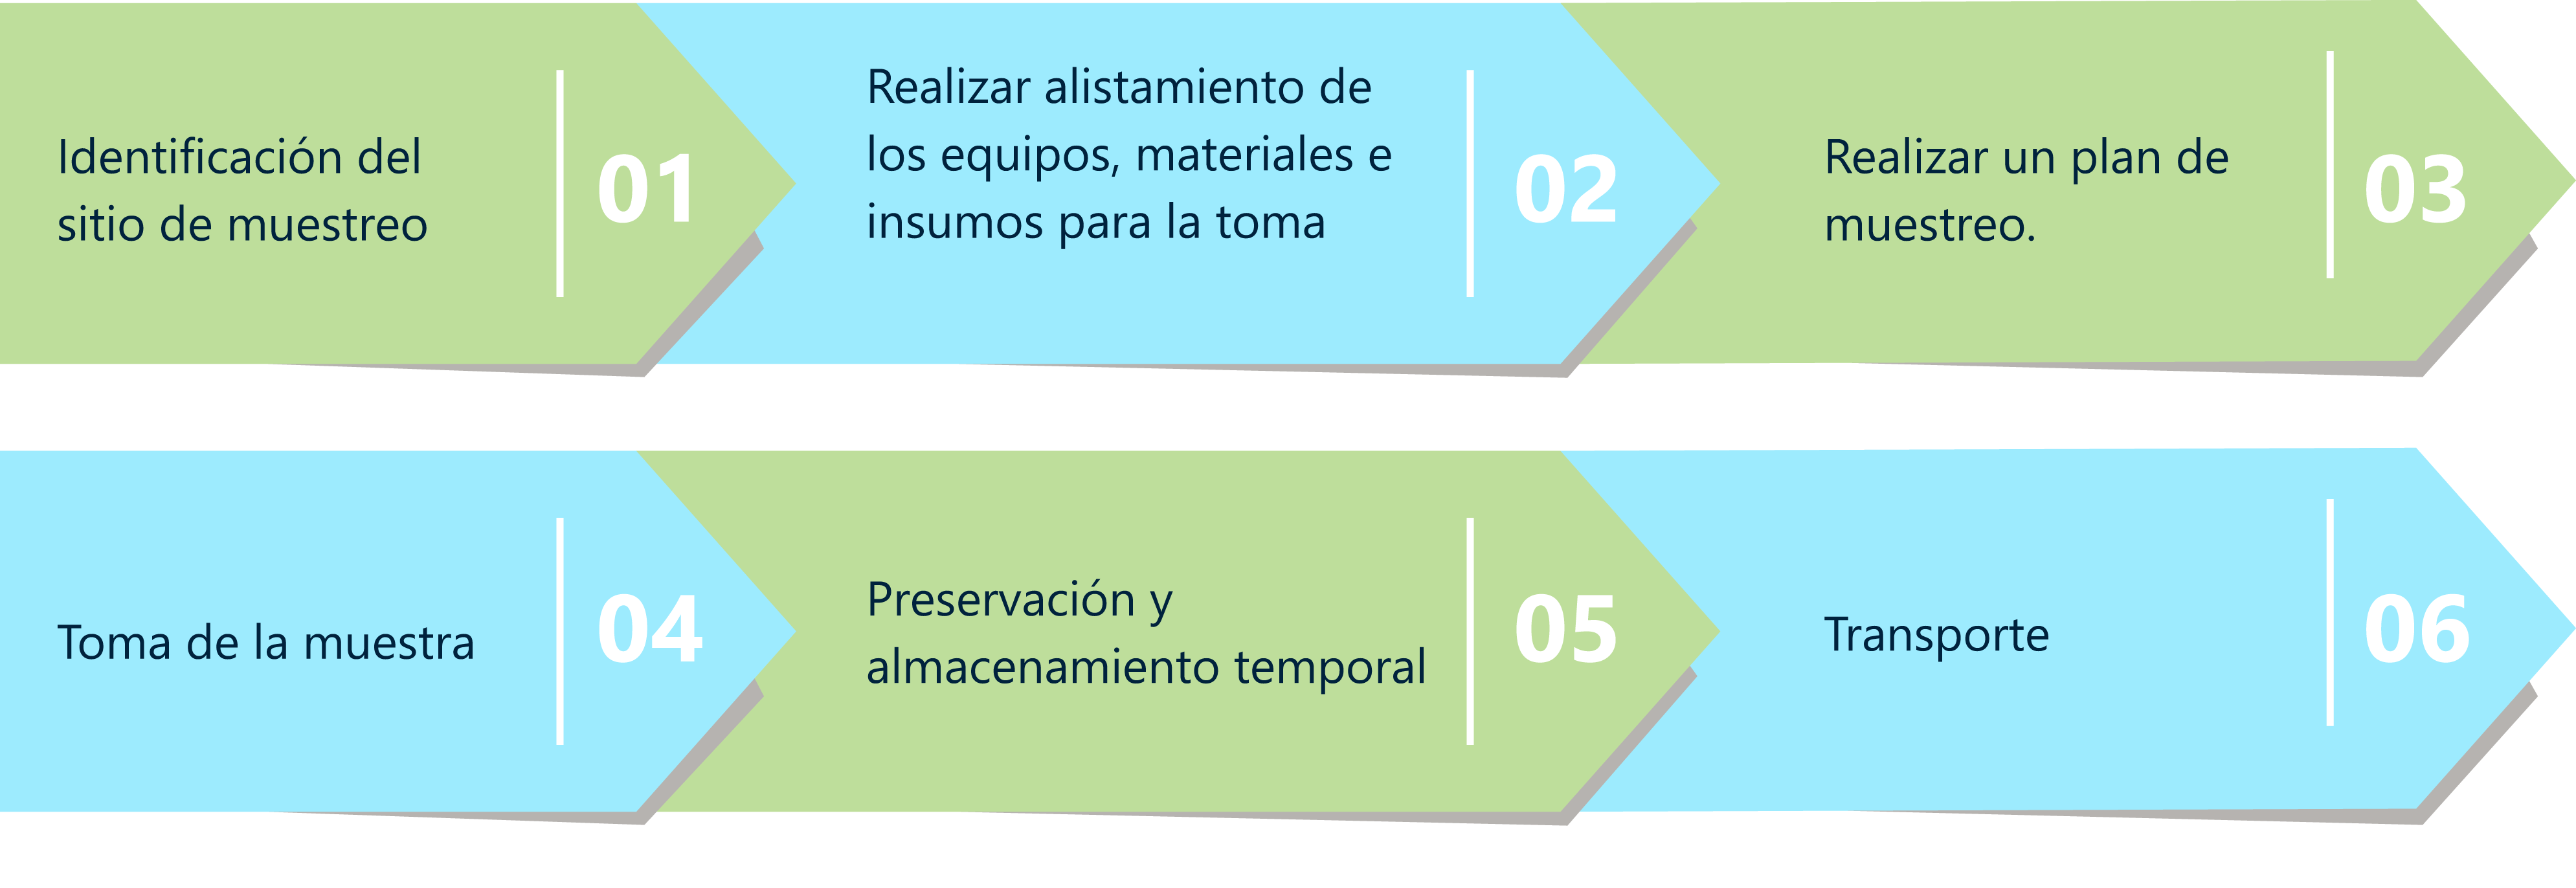 Identificación del
sitio de muestreo
01
Realizar alistamiento de
los equipos, materiales e
insumos para la toma
02
Realizar un plan de
muestreo.
03
Toma de la muestra
04
Preservación y
almacenamiento temporal
05
Transporte
06